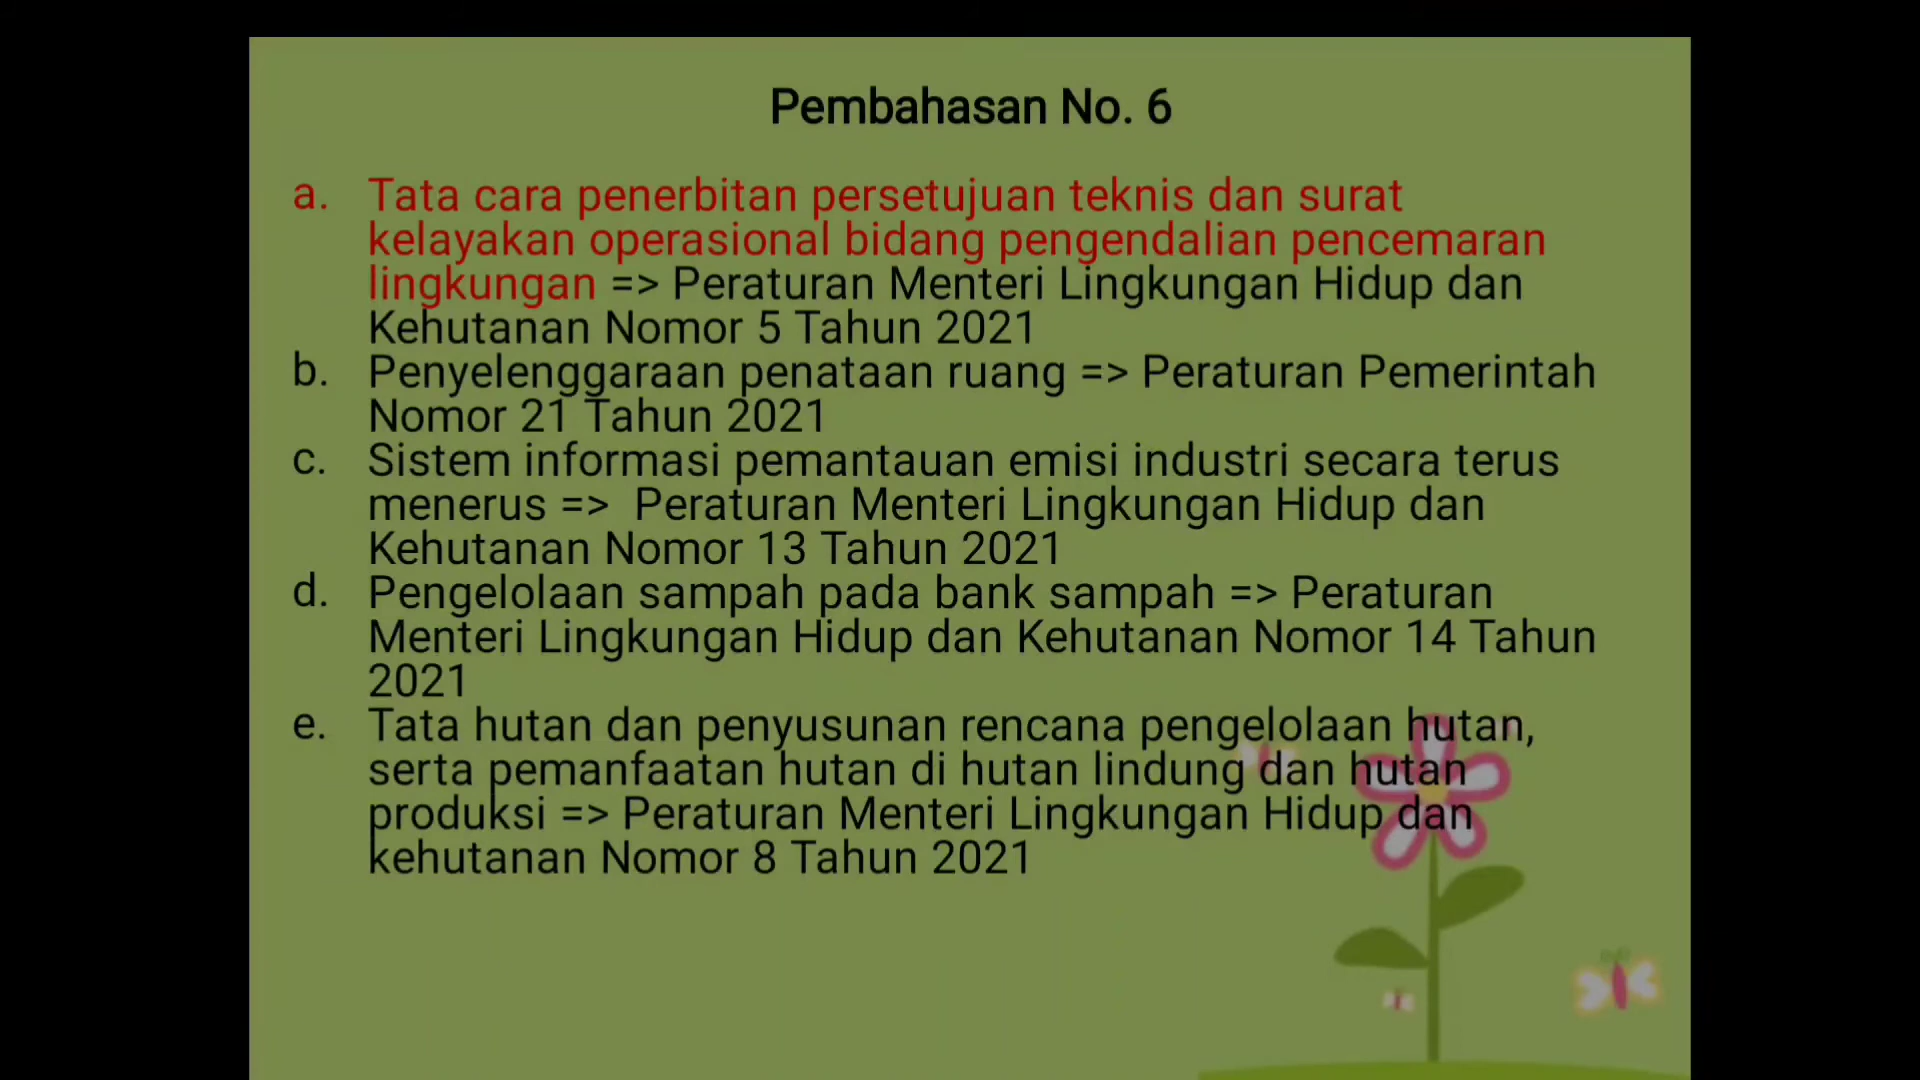 Pembahasan No. 6
a. Tata cara penerbitan persetujuan teknis dan surat
kelayakan operasional bidang pengendalian pencemaran
lingkungan => Peraturan Menteri Lingkungan Hidup dan
Kehutanan Nomor 5 Tahun 2021
b. Penyelenggaraan penataan ruang => Peraturan Pemerintah
Nomor 21 Tahun 2021
c. Sistem informasi pemantauan emisi industri secara terus
menerus => Peraturan Menteri Lingkungan Hidup dan
Kehutanan Nomor 13 Tahun 2021
d. Pengelolaan sampah pada bank sampah => Peraturan
Menteri Lingkungan Hidup dan Kehutanan Nomor 14 Tahun
2021
e. Tata hutan dan penyusunan rencana pengelolaan hutan,
serta pemanfaatan hutan di hutan lindung dan hutan
produksi => Peraturan Menteri Lingkungan Hidup dan
kehutanan Nomor 8 Tahun 2021